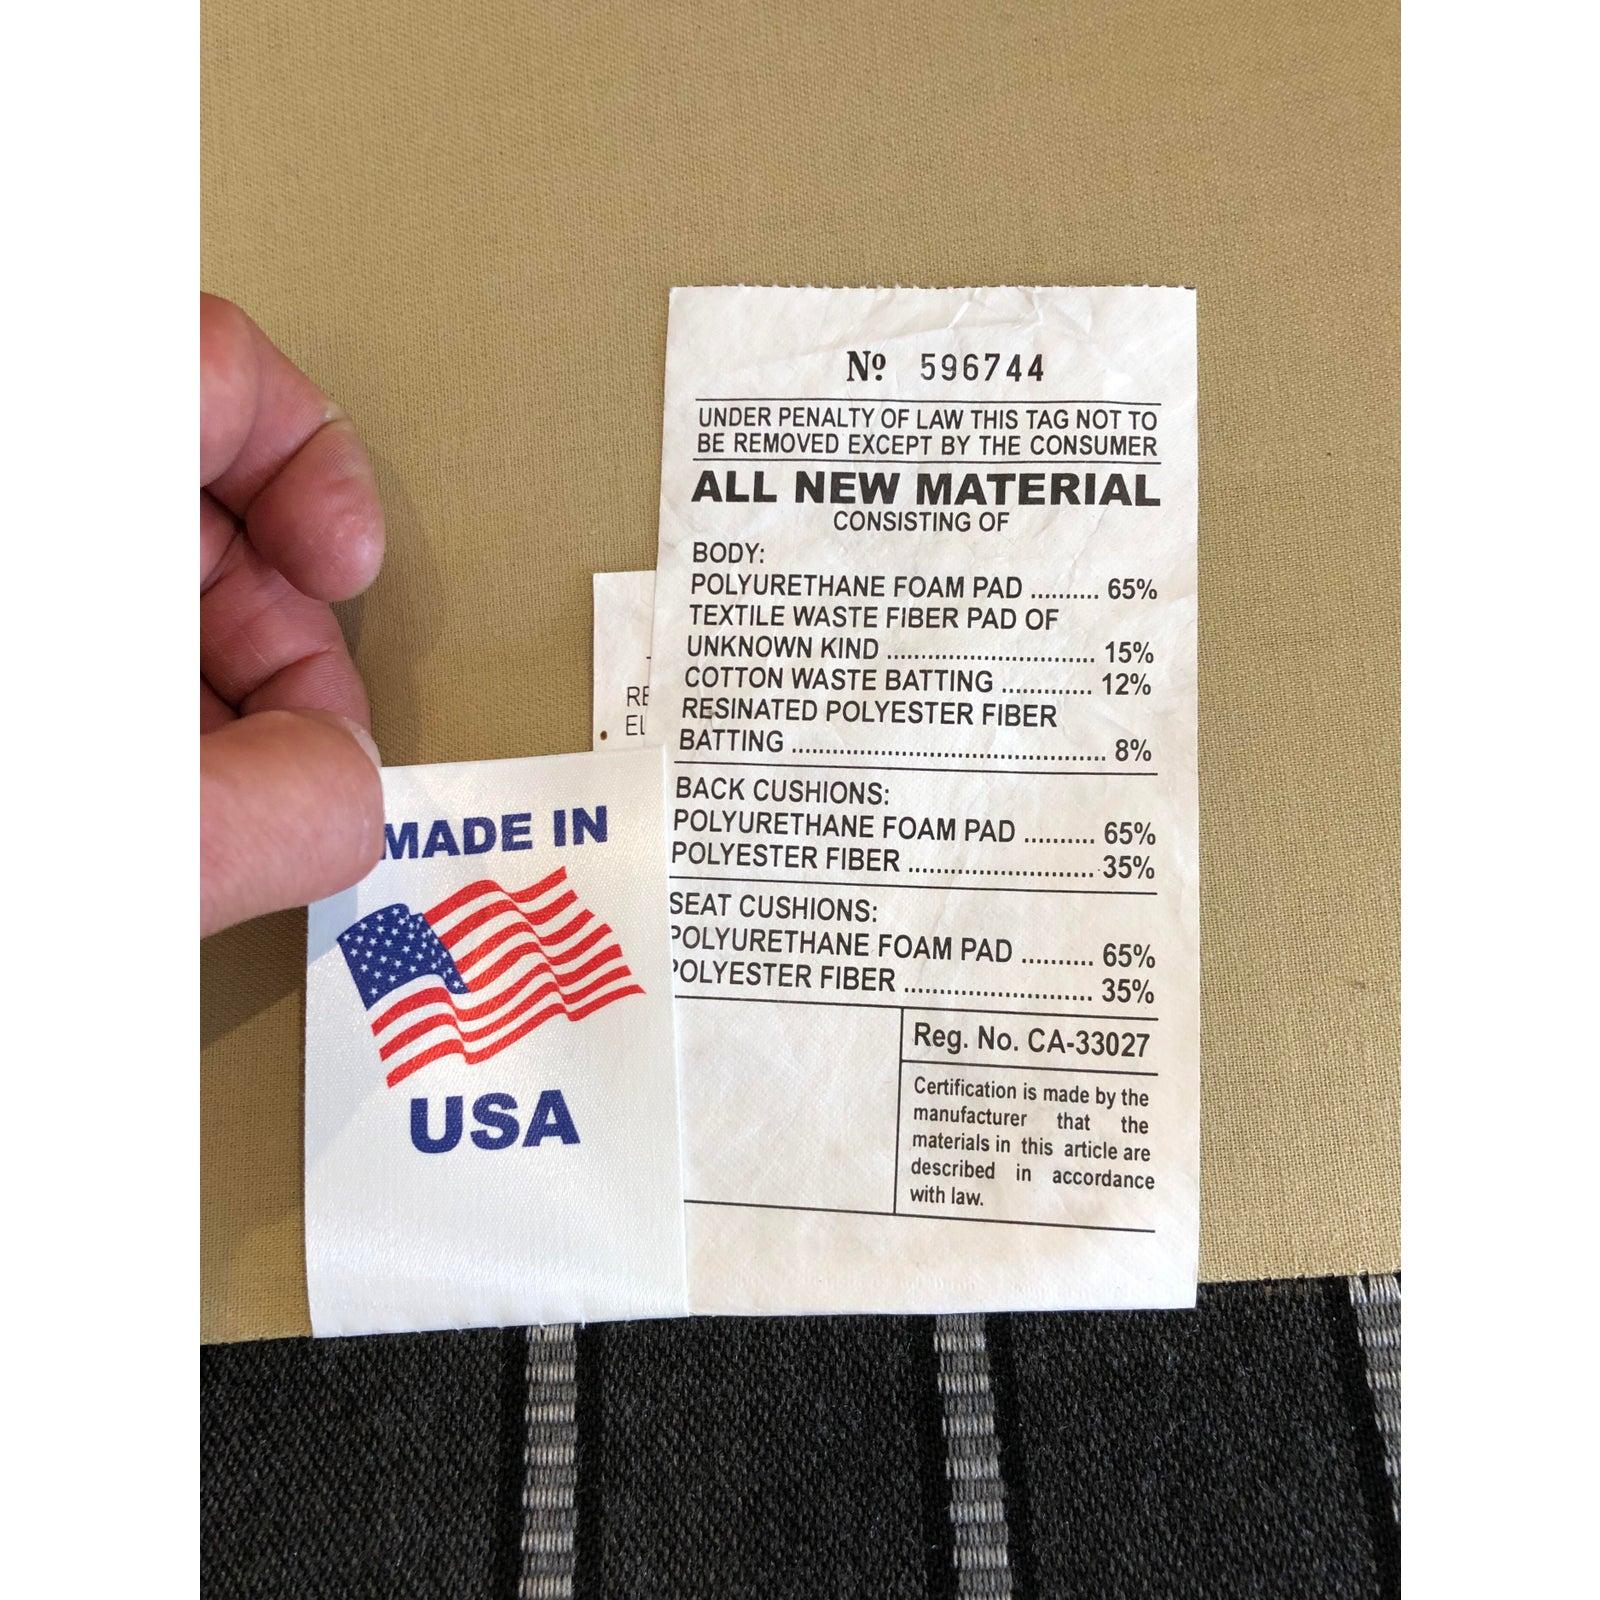 Nº 596744
UNDER PENALTY OF LAW THIS TAG NOT TO
BE REMOVED EXCEPT BY THE CONSUMER
ALL NEW MATERIAL
CONSISTING OF
BODY:
POLYURETHANE FOAM PAD .......... 65%
TEXTILE WASTE FIBER PAD OF
UNKNOWN KIND .............................. 15%
COTTON WASTE BATTING ............. 12%
RESINATED POLYESTER FIBER
BATTING ............................................. 8%
BACK CUSHIONS:
POLYURETHANE FOAM PAD .......... 65%
POLYESTER FIBER ........................... 35%
SEAT CUSHIONS:
POLYURETHANE FOAM PAD .......... 65%
POLYESTER FIBER ........................... 35%
Reg. No. CA-33027
Certification is made by the
manufacturer that the
materials in this article are
described in accordance
with law.
MADE IN
USA